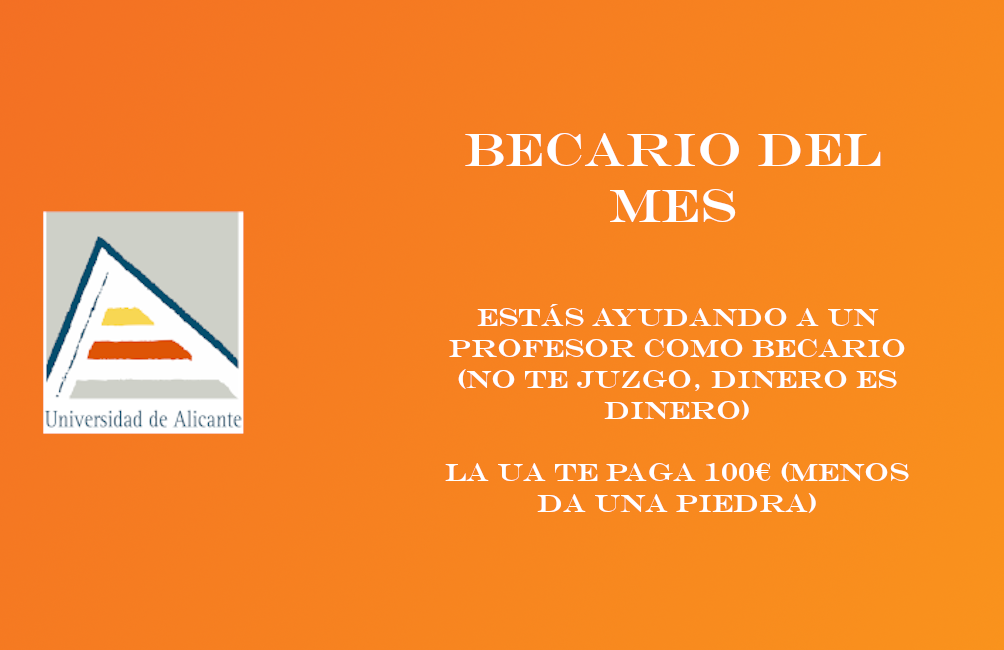 BECARIO DEL
MES
ESTÁS AYUDANDO A UN
PROFESOR COMO BECARIO
(NO TE JUZGO, DINERO ES
DINERO)
LA UA TE PAGA 100€ (MENOS
DA UNA PIEDRA)
Universidad de Alicante